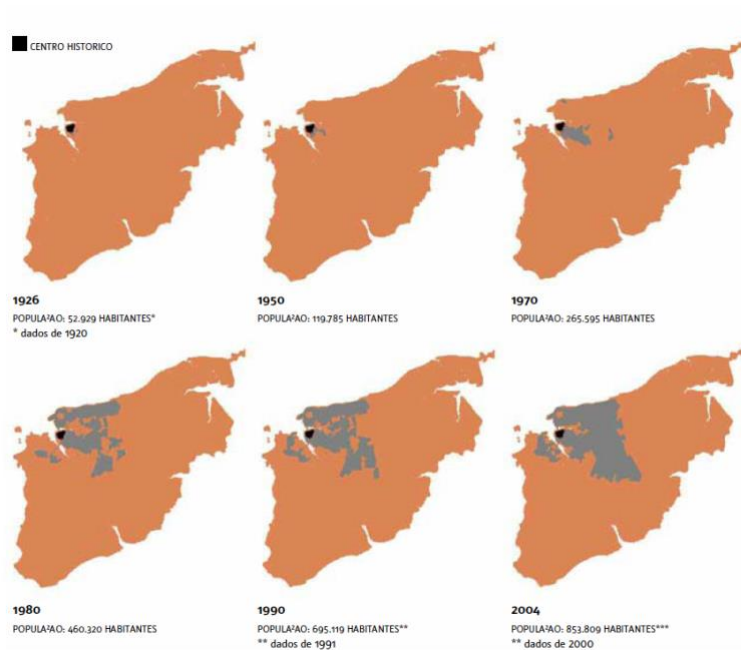 CENTRO HISTORICO
1926
POPULA²AO: 52.929 HABITANTES*
* dados de 1920
1950
POPULA²AO: 119.785 HABITANTES
1970
POPULA²AO: 265.595 HABITANTES
1980
POPULA²AO: 460.320 HABITANTES
1990
POPULA²AO: 695.119 HABITANTES**
** dados de 1991
2004
POPULA²AO: 853.809 HABITANTES***
** dados de 2000